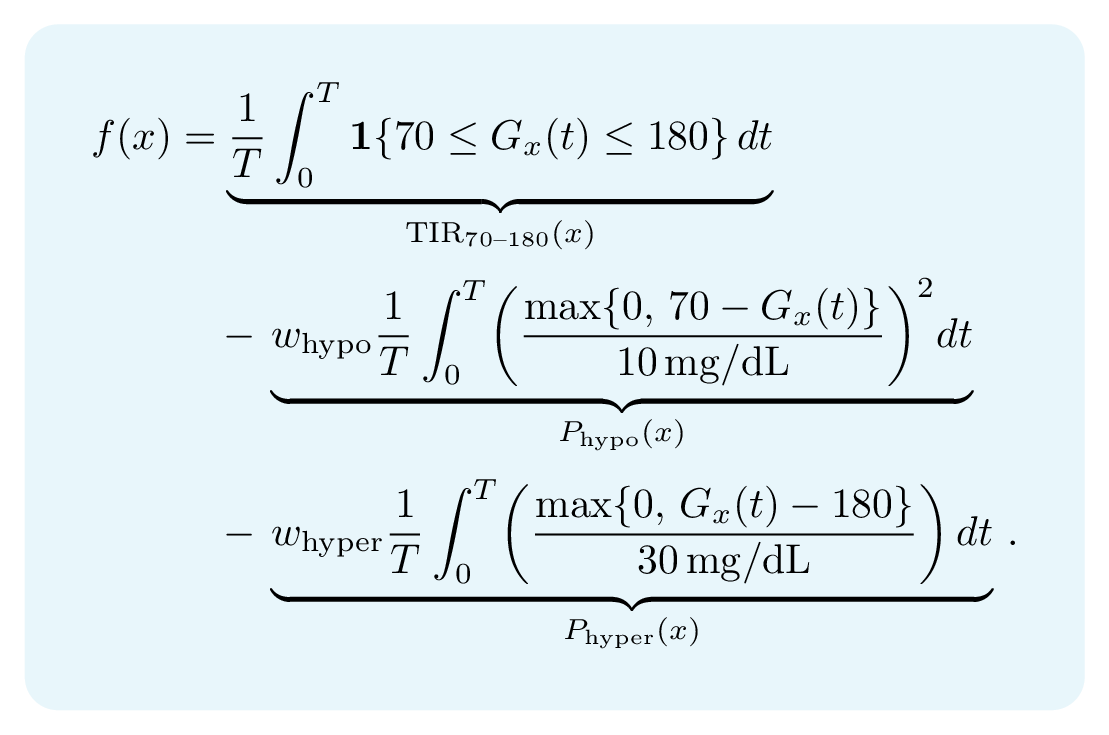 f(x) = \underbrace{\frac{1}{T} \int_0^T \mathbf{1}\{70 \leq G_x(t) \leq 180\} \, dt}_{\mathrm{TIR}_{70\text{–}180}(x)}
- \underbrace{w_{\mathrm{hypo}} \frac{1}{T} \int_0^T \left( \frac{\max\{0, \, 70 - G_x(t)\}}{10 \, \mathrm{mg/dL}} \right)^2 dt}_{P_{\mathrm{hypo}}(x)}
- \underbrace{w_{\mathrm{hyper}} \frac{1}{T} \int_0^T \left( \frac{\max\{0, \, G_x(t) - 180\}}{30 \, \mathrm{mg/dL}} \right) dt}_{P_{\mathrm{hyper}}(x)} \, .